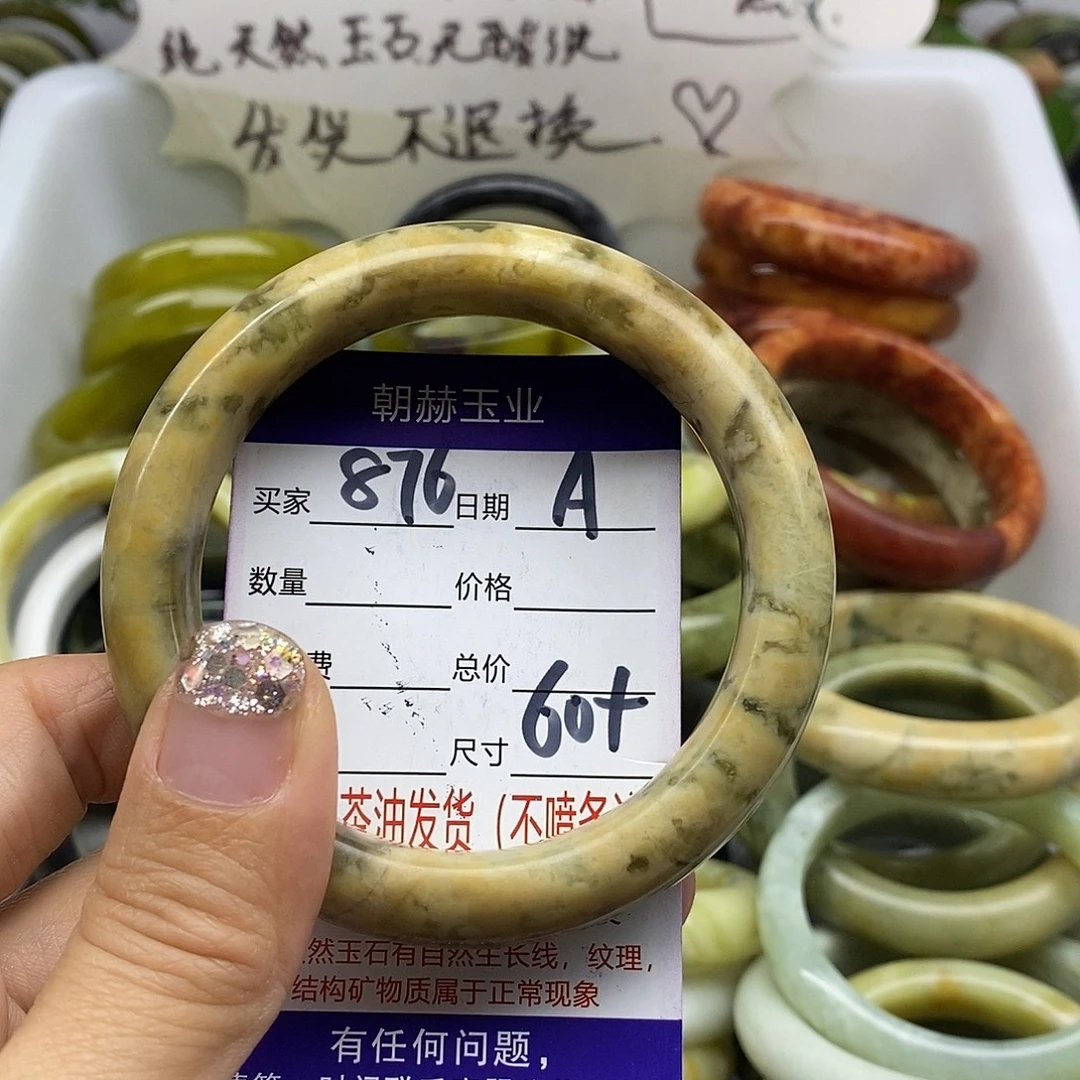 纯天然玉石无酸洗
售货不退换
朝赫玉业
买家 876 日期 A
数量 价格
费 总价
尺寸 60+
茶油发货（不喷
然玉石有自然生长线，纹理，
结构矿物质属于正常现象
有任何问题，